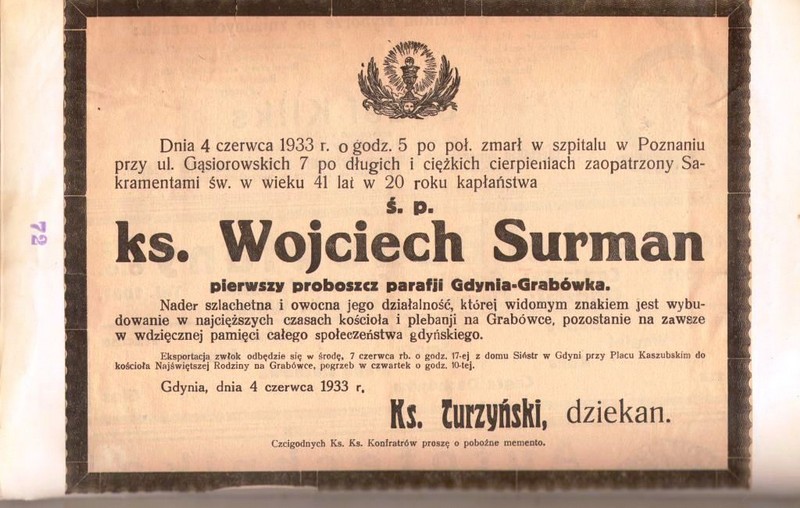 Dnia 4 czerwca 1933 r. o godz. 5 po poł. zmarł w szpitalu w Poznaniu
przy ul. Gąsiorowskich 7 po długich i ciężkich cierpieniach zaopatrzony Sa-
kramentami św. w wieku 41 lat w 20 roku kapłaństwa
ś. p.
ks. Wojciech Surman
pierwszy proboszcz parafji Gdynia-Grabówka.
Nader szlachetna i owocna jego działalność, której widomym znakiem jest wybu-
dowanie w najcięższych czasach kościoła i plebanji na Grabówce, pozostanie na zawsze
w wdzięcznej pamięci całego społeczeństwa gdyńskiego.
Eksportacja zwłok odbędzie się w środę, 7 czerwca rb. o godz. 17-ej z domu Sióstr w Gdyni przy Placu Kaszubskim do
kościoła Najświętszej Rodziny na Grabówce, pogrzeb w czwartek o godz. 10-tej.
Gdynia, dnia 4 czerwca 1933 r.
Ks. Turzyński, dziekan.
Czcigodnych Ks. Ks. Konfratrów proszę o pobożne memento.
72